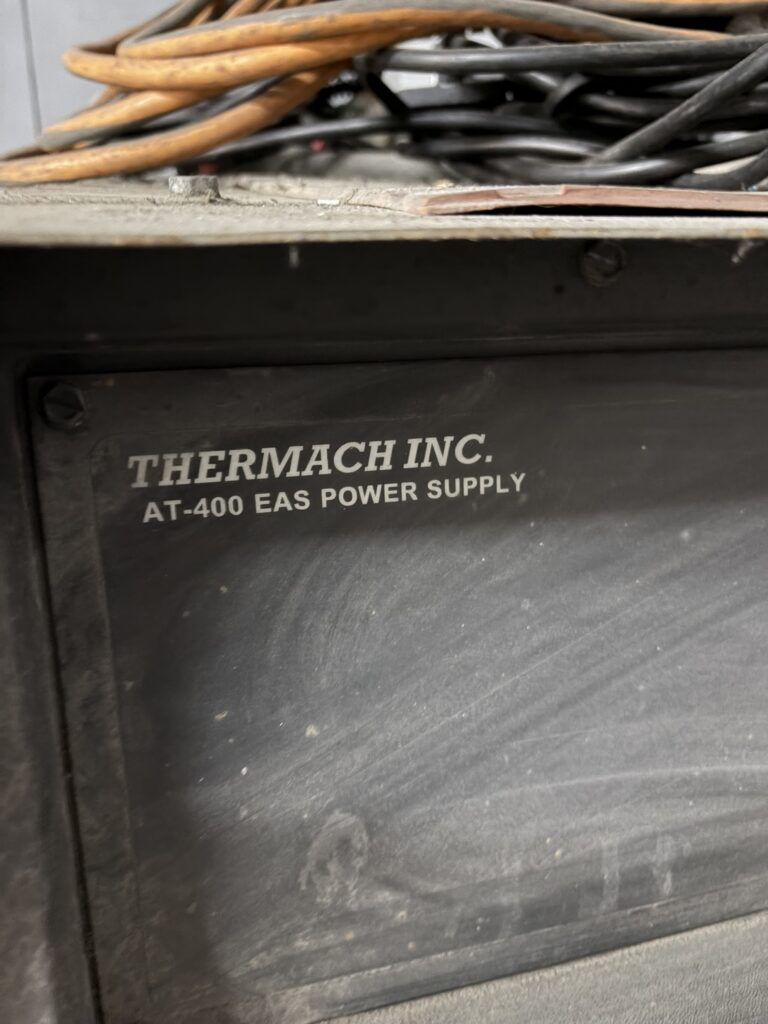 THERMACH INC.
AT-400 EAS POWER SUPPLY